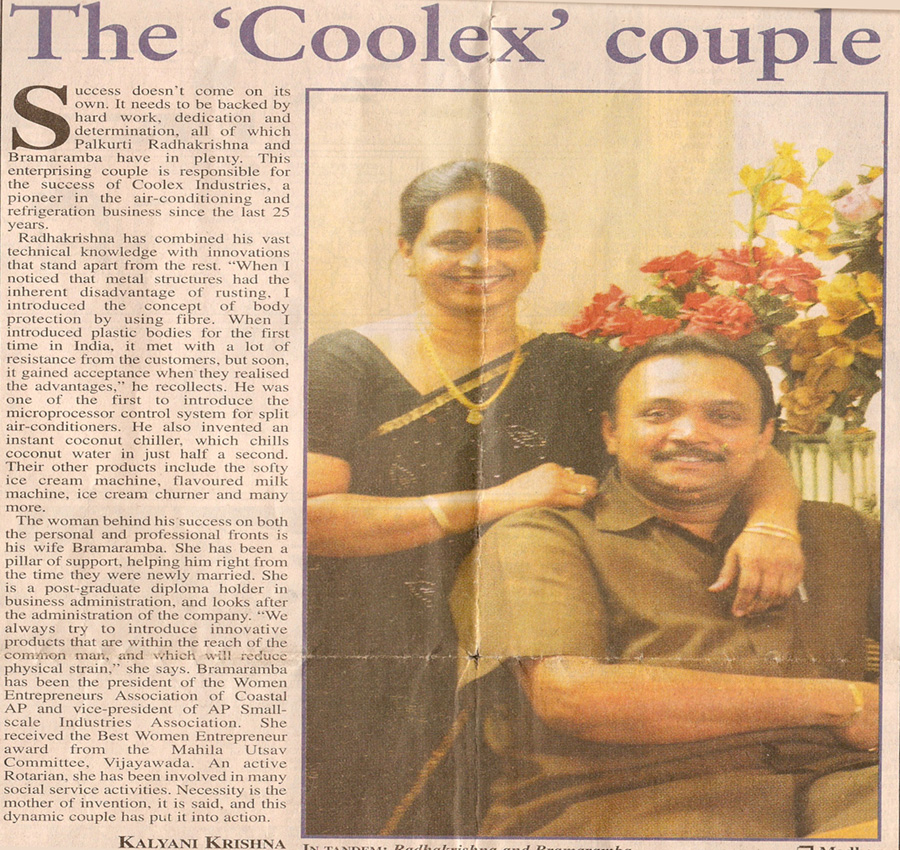 The ‘Coolex’ couple
Success doesn’t come on its
own. It needs to be backed by
hard work, dedication and
determination, all of which
Palkurti Radhakrishna and
Bramaramba have in plenty. This
enterprising couple is responsible for
the success of Coolex Industries, a
pioneer in the air-conditioning and
refrigeration business since the last 25
years.
Radhakrishna has combined his vast
technical knowledge with innovations
that stand apart from the rest. “When I
noticed that metal structures had the
inherent disadvantage of rusting, I
introduced the concept of body
protection by using fibre. When I
introduced plastic bodies for the first
time in India, it met with a lot of
resistance from the customers, but soon,
it gained acceptance when they realised
the advantages,” he recollects. He was
one of the first to introduce the
microprocessor control system for split
air-conditioners. He also invented an
instant coconut chiller, which chills
coconut water in just half a second.
Their other products include the softy
ice cream machine, flavoured milk
machine, ice cream churner and many
more.
The woman behind his success on both
the personal and professional fronts is
his wife Bramaramba. She has been a
pillar of support, helping him right from
the time they were newly married. She
is a post-graduate diploma holder in
business administration, and looks after
the administration of the company. “We
always try to introduce innovative
products that are within the reach of the
common man, and which will reduce
physical strain,” she says. Bramaramba
has been the president of the Women
Entrepreneurs Association of Coastal
AP and vice-president of AP Small-
scale Industries Association. She
received the Best Women Entrepreneur
award from the Mahila Utsav
Committee, Vijayawada. An active
Rotarian, she has been involved in many
social service activities. Necessity is the
mother of invention, it is said, and this
dynamic couple has put it into action.
KALYANI KRISHNA
IN TANDEM: Radhakrishna and Bramaramba